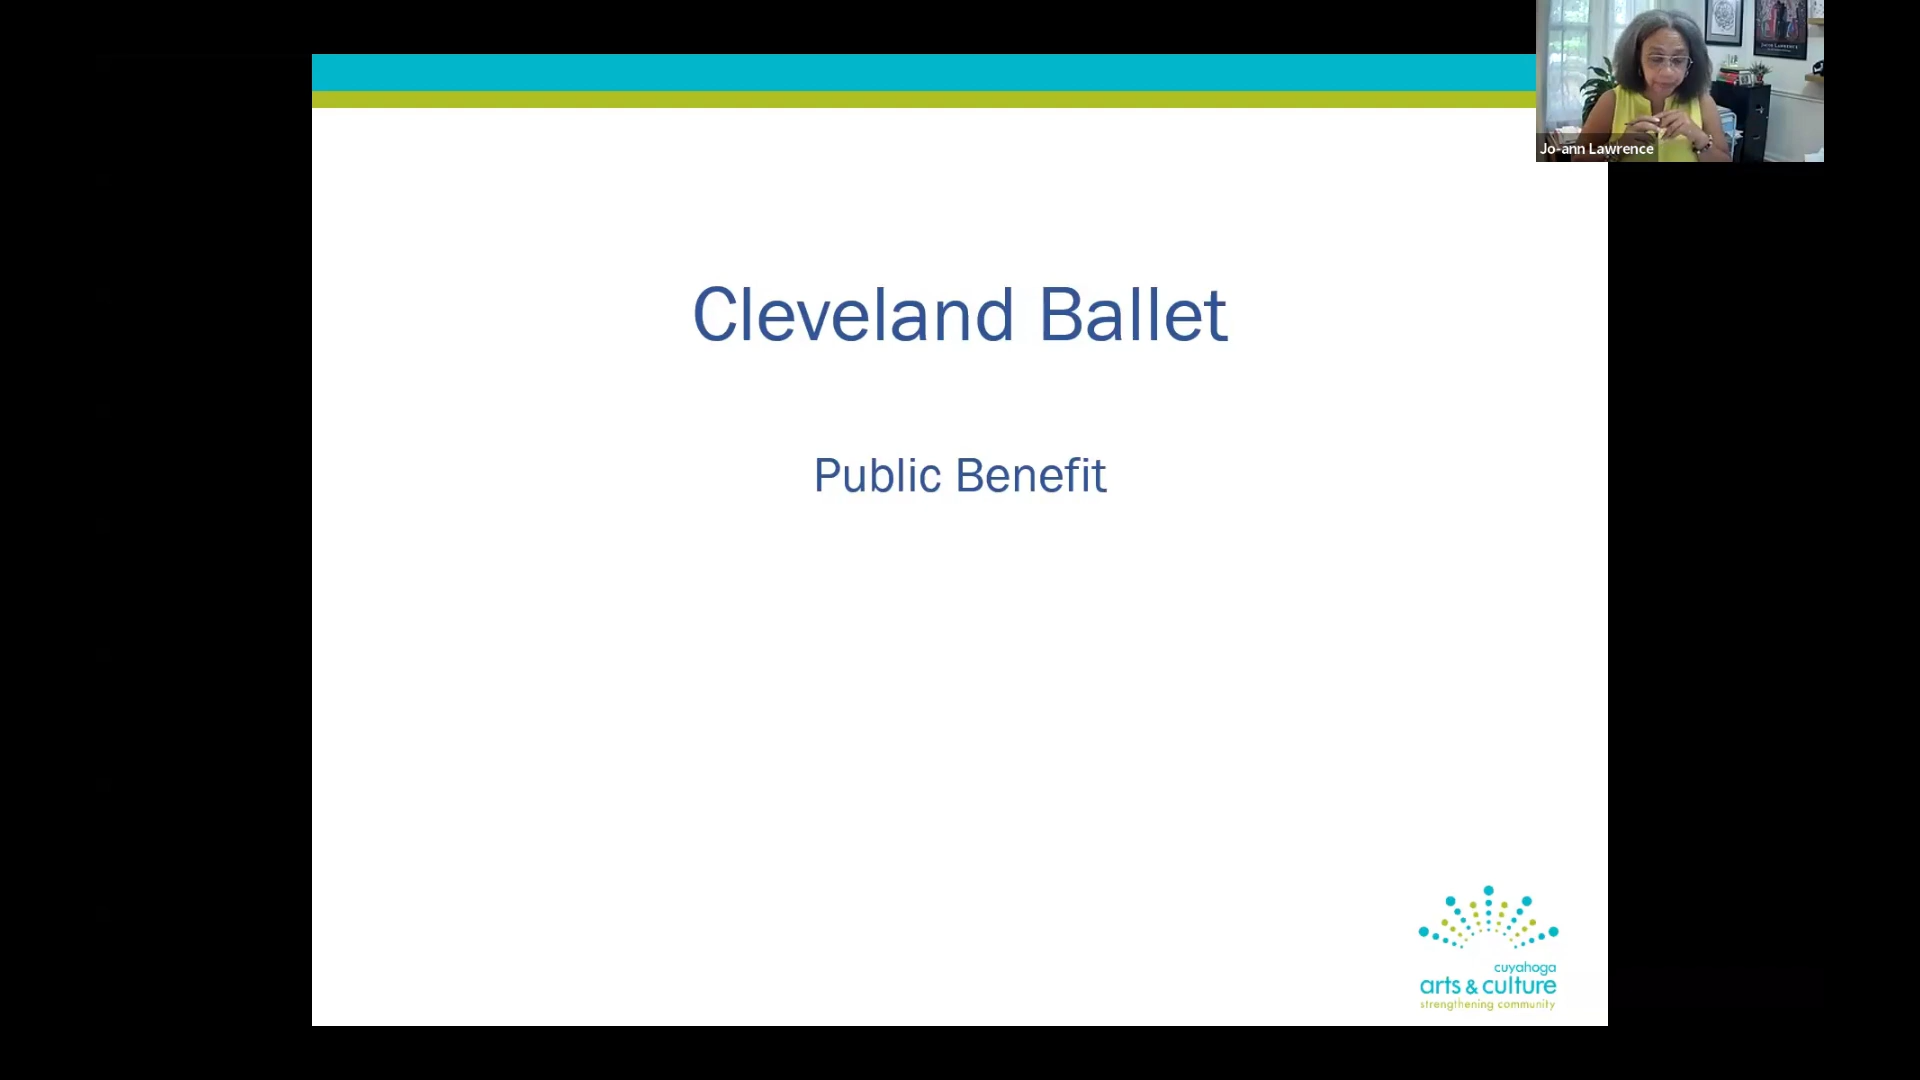 Cleveland Ballet
Public Benefit
Jo-ann Lawrence
cuyahoga
arts & culture
strengthening community